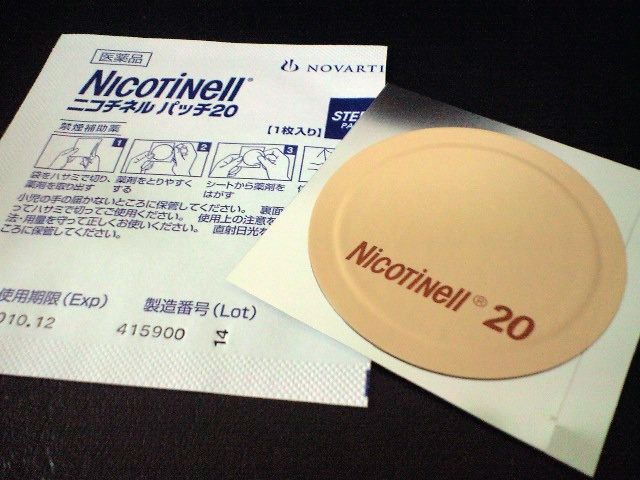 医薬品
NICOTINELL®
NOVARTI
ニコチネル パッチ20
禁煙補助薬
[1枚入り]
STE
PA
1
2
3
袋をハサミで切り、
薬剤を取り出す
薬剤をとりやすく
する
シートから薬剤を
はがす
小児の手の届かないところに保管してください。 裏面
ってハサミで切ってご使用ください。 使用上の注意を
法・用量を守って正しくお使いください。 直射日光を
ころに保管してください。
使用期限(Exp)
製造番号(Lot)
010.12
415900
14
NICOTINELL® 20